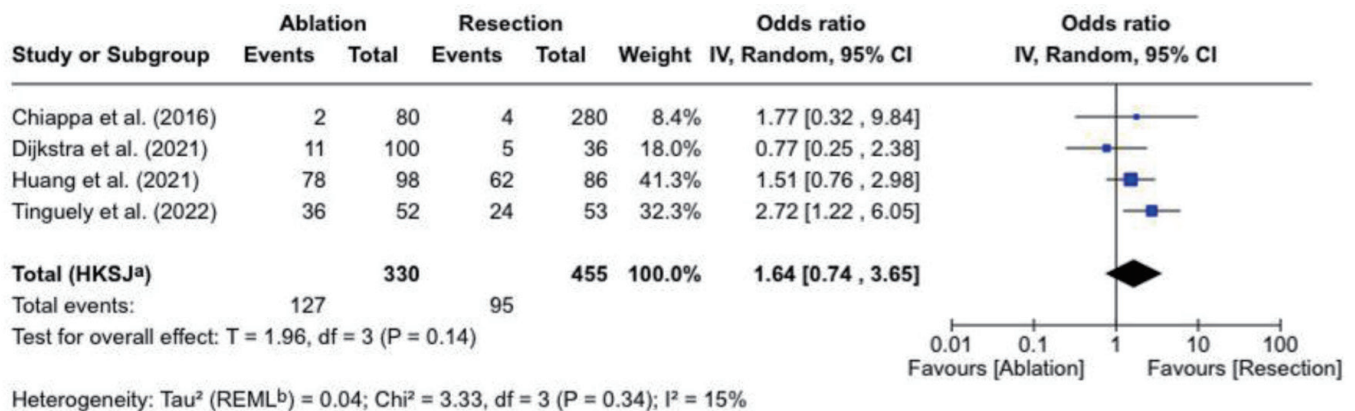 Ablation Resection Odds ratio Odds ratio
Study or Subgroup Events Total Events Total Weight IV, Random, 95% CI IV, Random, 95% CI
Chiappa et al. (2016) 2 80 4 280 8.4% 1.77 [0.32 , 9.84]
Dijkstra et al. (2021) 11 100 5 36 18.0% 0.77 [0.25 , 2.38]
Huang et al. (2021) 78 98 62 86 41.3% 1.51 [0.76 , 2.98]
Tinguely et al. (2022) 36 52 24 53 32.3% 2.72 [1.22 , 6.05]
Total (HKSJᵃ) 330 455 100.0% 1.64 [0.74 , 3.65]
Total events: 127 95
Test for overall effect: T = 1.96, df = 3 (P = 0.14)
0.01 0.1 1 10 100
Favours [Ablation] Favours [Resection]
Heterogeneity: Tau² (REMLᵇ) = 0.04; Chi² = 3.33, df = 3 (P = 0.34); I² = 15%